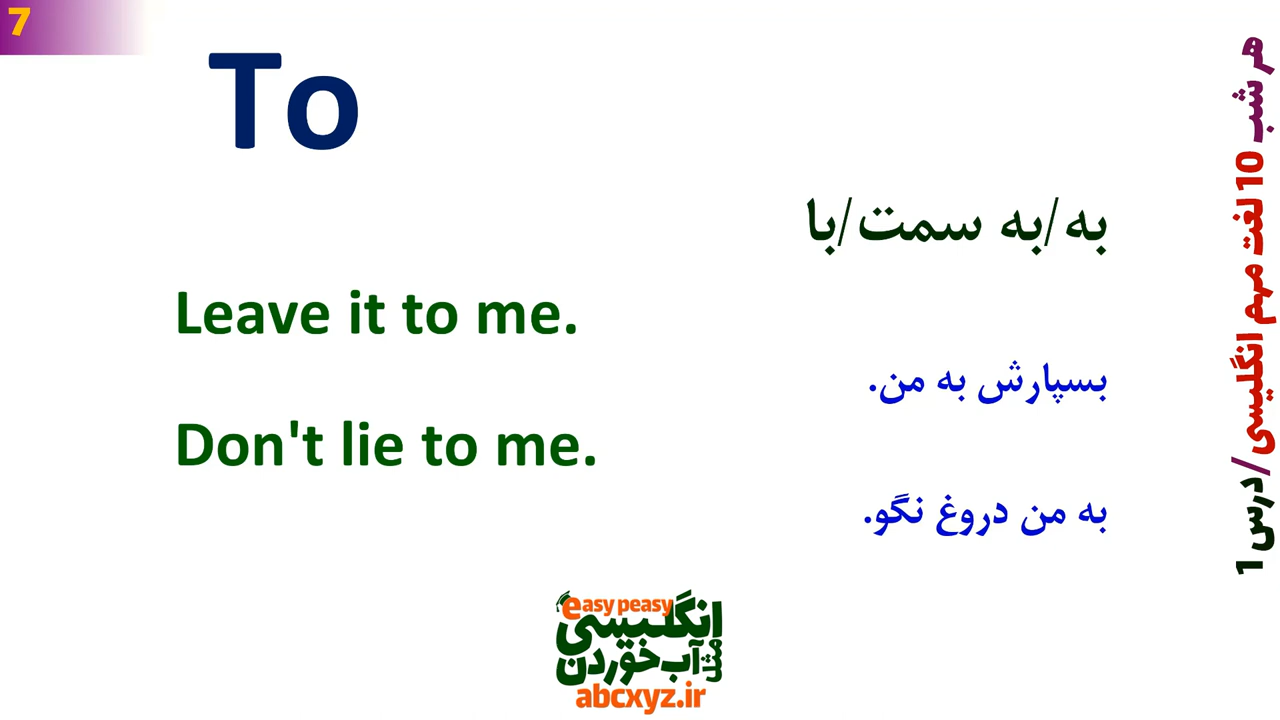 7
To
به/به سمت/با
Leave it to me.
بسپارش به من.
Don't lie to me.
به من دروغ نگو.
هر شب 10 لغت مهم انگلیسی/درس 1
easy peasy
انگلیسی
مثل آب خوردن
abcxyz.ir